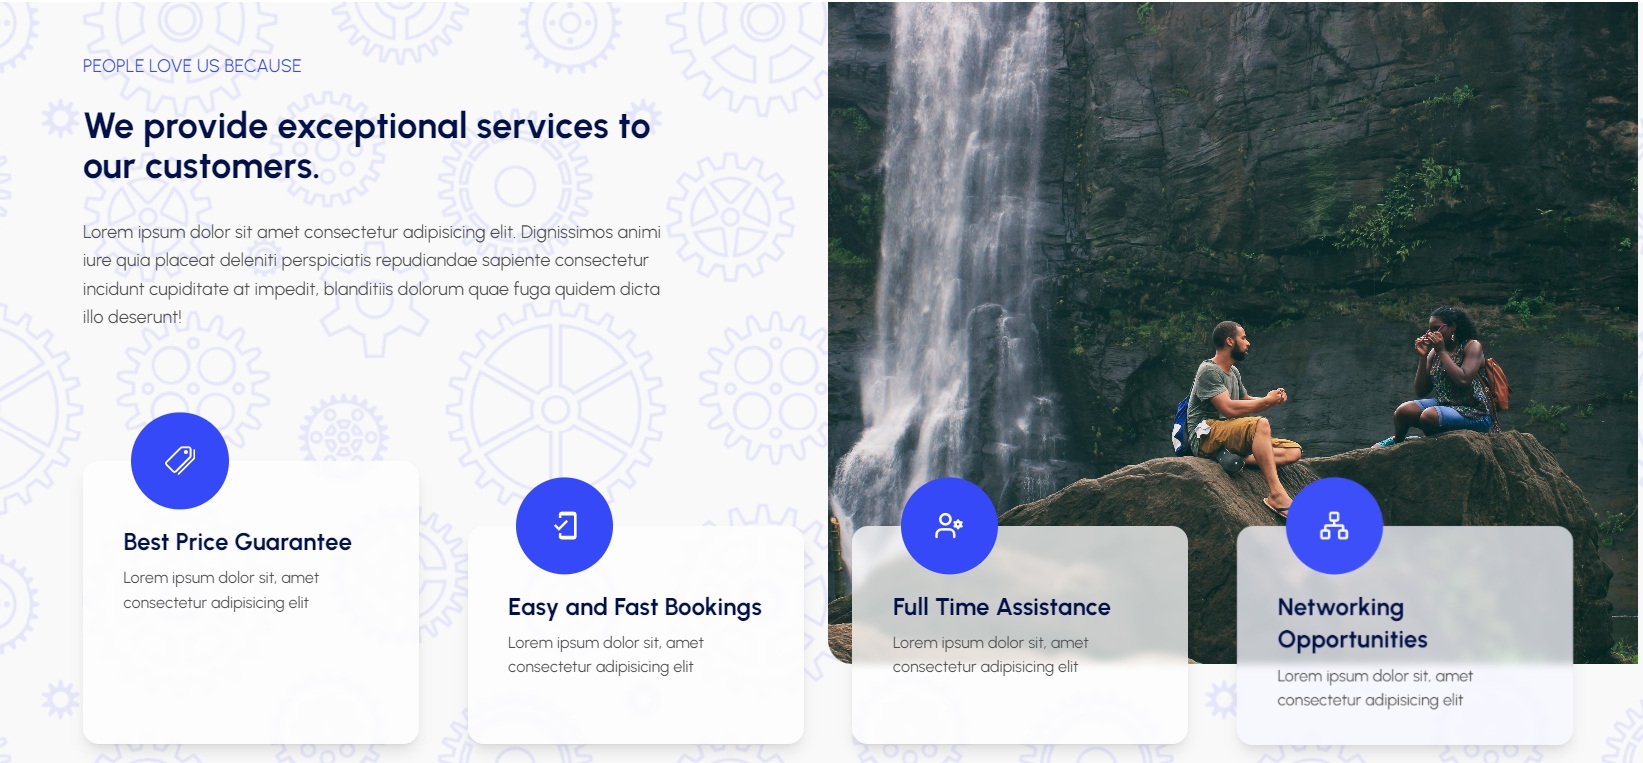 PEOPLE LOVE US BECAUSE
We provide exceptional services to
our customers.
Lorem ipsum dolor sit amet consectetur adipisicing elit. Dignissimos animi
iure quia placeat deleniti perspiciatis repudiandae sapiente consectetur
incidunt cupiditate at impedit, blanditiis dolorum quae fuga quidem dicta
illo deserunt!
Best Price Guarantee
Lorem ipsum dolor sit, amet
consectetur adipisicing elit
Easy and Fast Bookings
Lorem ipsum dolor sit, amet
consectetur adipisicing elit
Full Time Assistance
Lorem ipsum dolor sit, amet
consectetur adipisicing elit
Networking
Opportunities
Lorem ipsum dolor sit, amet
consectetur adipisicing elit